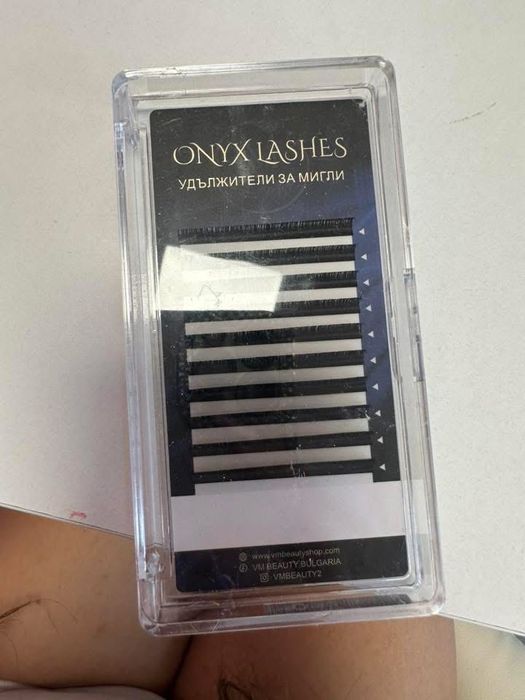 ONYX LASHES
УДЪЛЖИТЕЛИ ЗА МИГЛИ
www.vmbeautyshop.com
VM BEAUTY.BULGARIA
VMBEAUTY2